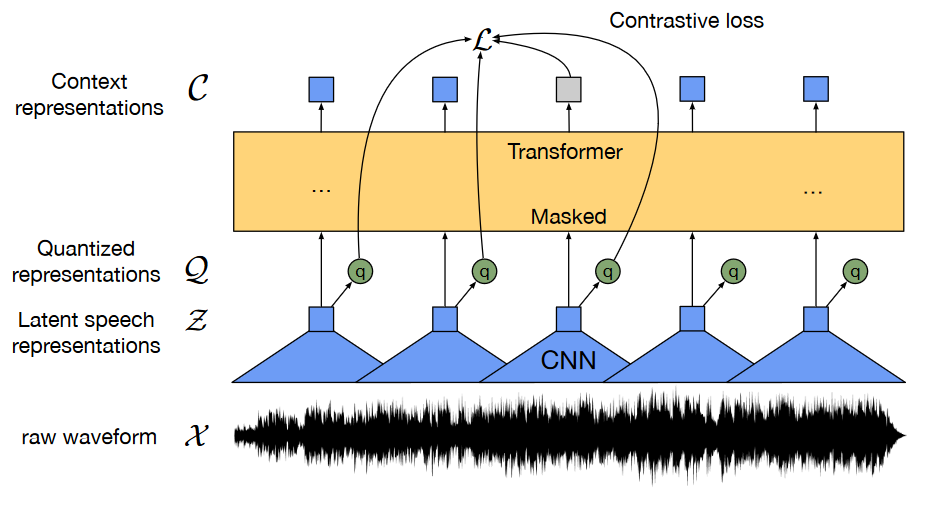 Contrastive loss
ℒ
Context
representations
𝒞
Transformer
...
...
Masked
Quantized
representations
𝒬
q
q
q
q
q
Latent speech
representations
𝒵
CNN
raw waveform
𝒳